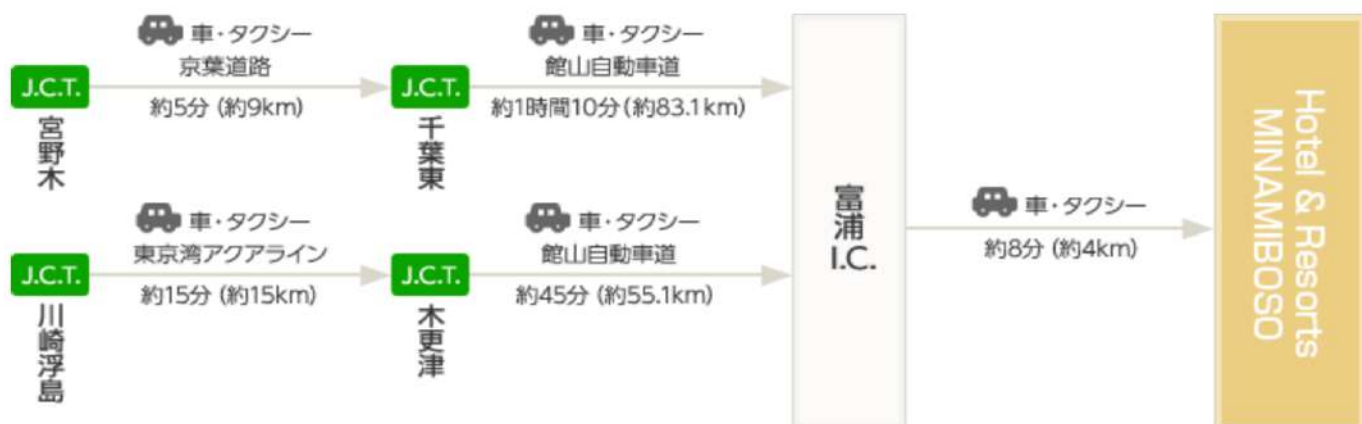 車・タクシー
京葉道路
J.C.T.
宮野木
約5分 (約9km)
車・タクシー
館山自動車道
J.C.T.
千葉東
約1時間10分 (約83.1km)
車・タクシー
東京湾アクアライン
J.C.T.
川崎浮島
約15分 (約15km)
車・タクシー
館山自動車道
J.C.T.
木更津
約45分 (約55.1km)
富浦
I.C.
車・タクシー
約8分 (約4km)
Hotel & Resorts
MINAMIBOSO